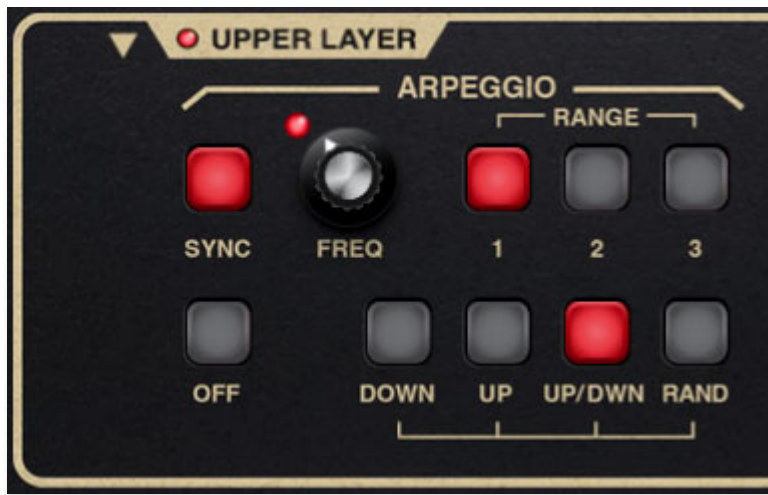 UPPER LAYER
ARPEGGIO
RANGE
SYNC FREQ 1 2 3
OFF DOWN UP UP/DWN RAND